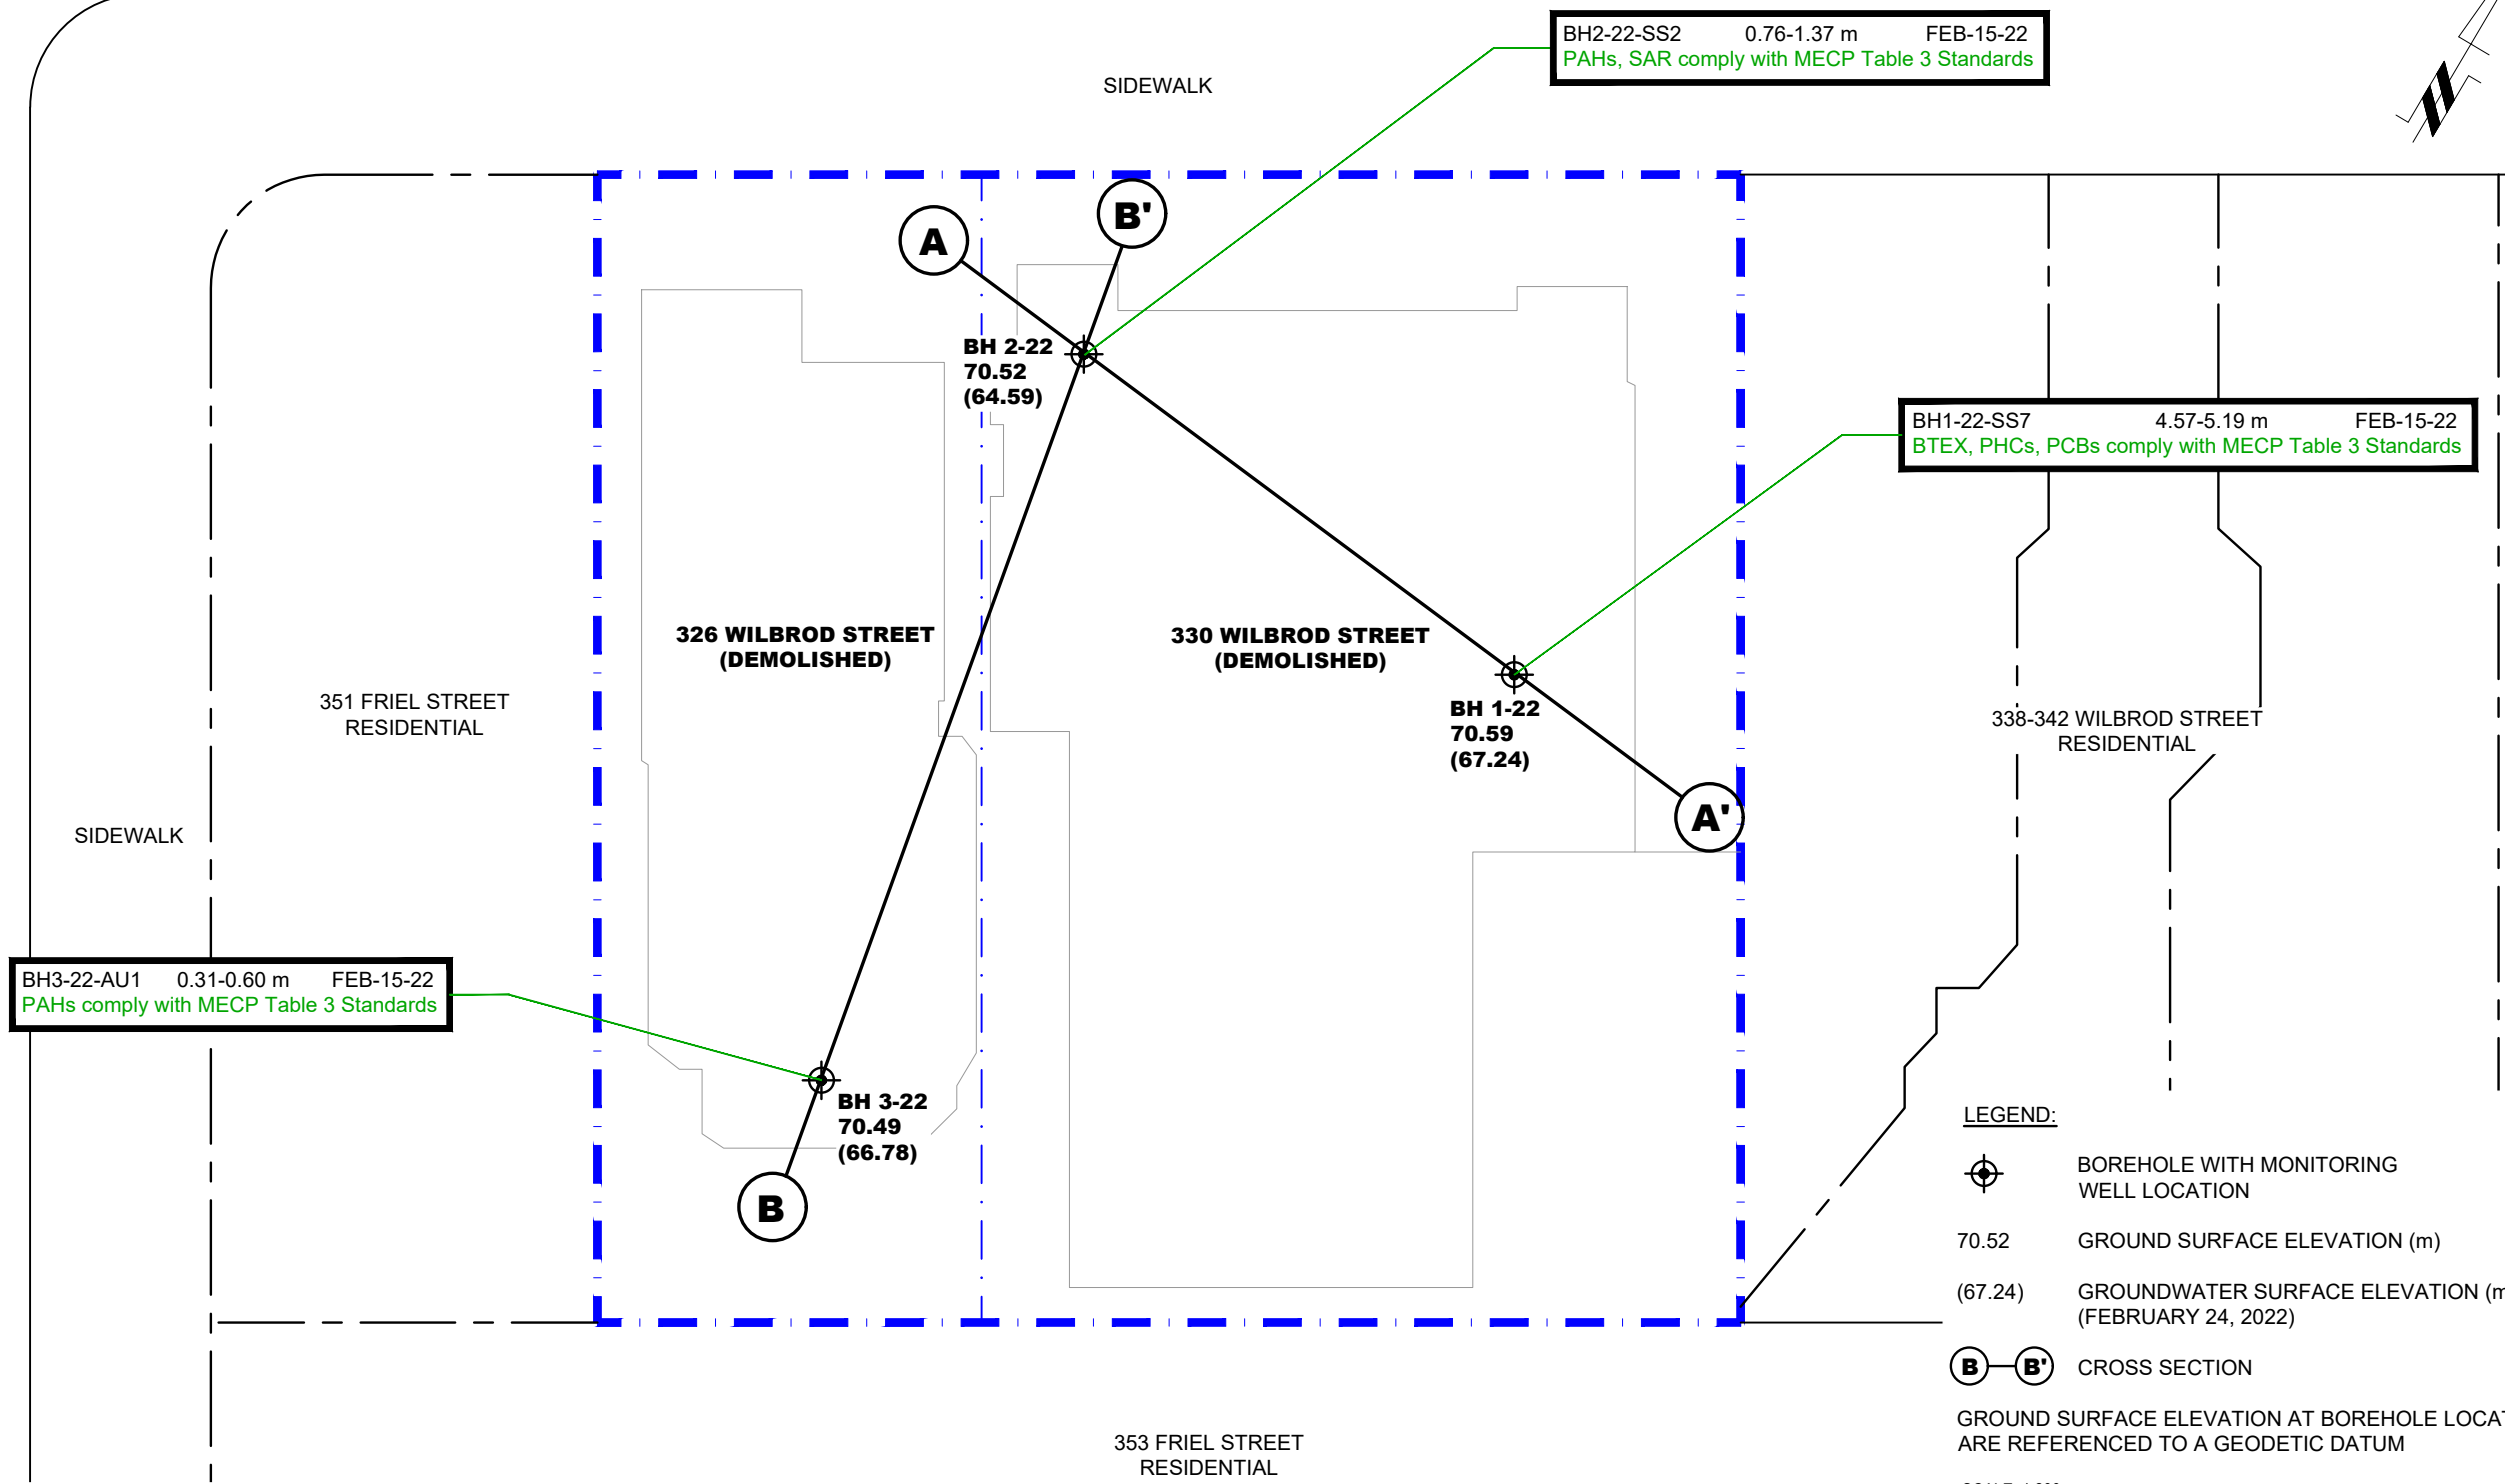 BH2-22-SS2 0.76-1.37 m FEB-15-22
PAHs, SAR comply with MECP Table 3 Standards
SIDEWALK
A
B'
BH 2-22
70.52
(64.59)
BH1-22-SS7 4.57-5.19 m FEB-15-22
BTEX, PHCs, PCBs comply with MECP Table 3 Standards
326 WILBROD STREET
(DEMOLISHED)
330 WILBROD STREET
(DEMOLISHED)
351 FRIEL STREET
RESIDENTIAL
BH 1-22
70.59
(67.24)
338-342 WILBROD STREET
RESIDENTIAL
SIDEWALK
A'
BH3-22-AU1 0.31-0.60 m FEB-15-22
PAHs comply with MECP Table 3 Standards
BH 3-22
70.49
(66.78)
B
LEGEND:
BOREHOLE WITH MONITORING
WELL LOCATION
70.52 GROUND SURFACE ELEVATION (m)
(67.24) GROUNDWATER SURFACE ELEVATION (m
(FEBRUARY 24, 2022)
B B' CROSS SECTION
GROUND SURFACE ELEVATION AT BOREHOLE LOCAT
ARE REFERENCED TO A GEODETIC DATUM
353 FRIEL STREET
RESIDENTIAL